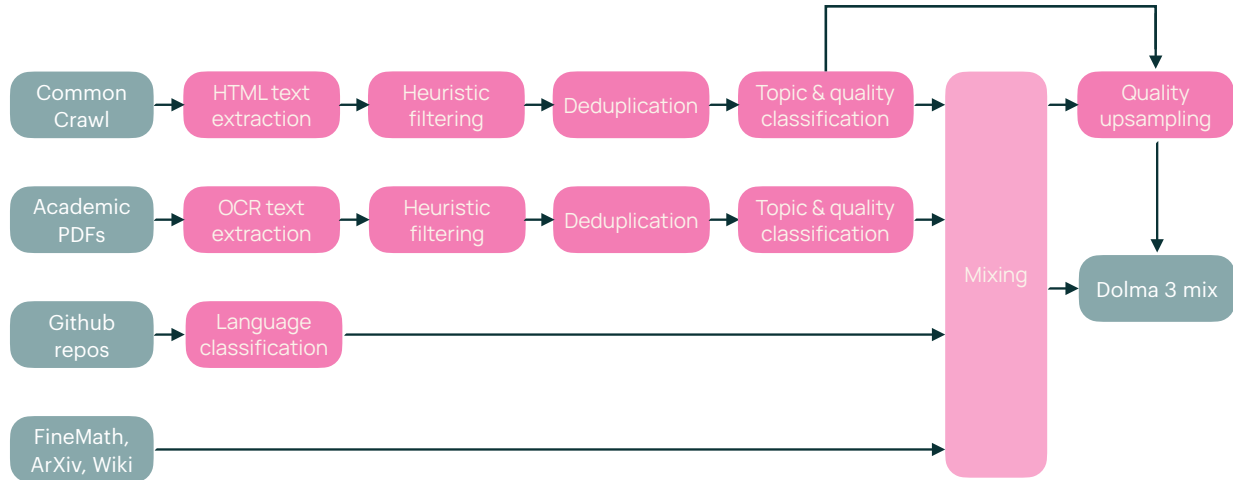 Common
Crawl
HTML text
extraction
Heuristic
filtering
Deduplication
Topic & quality
classification
Quality
upsampling
Academic
PDFs
OCR text
extraction
Heuristic
filtering
Deduplication
Topic & quality
classification
Mixing
Dolma 3 mix
Github
repos
Language
classification
FineMath,
ArXiv, Wiki